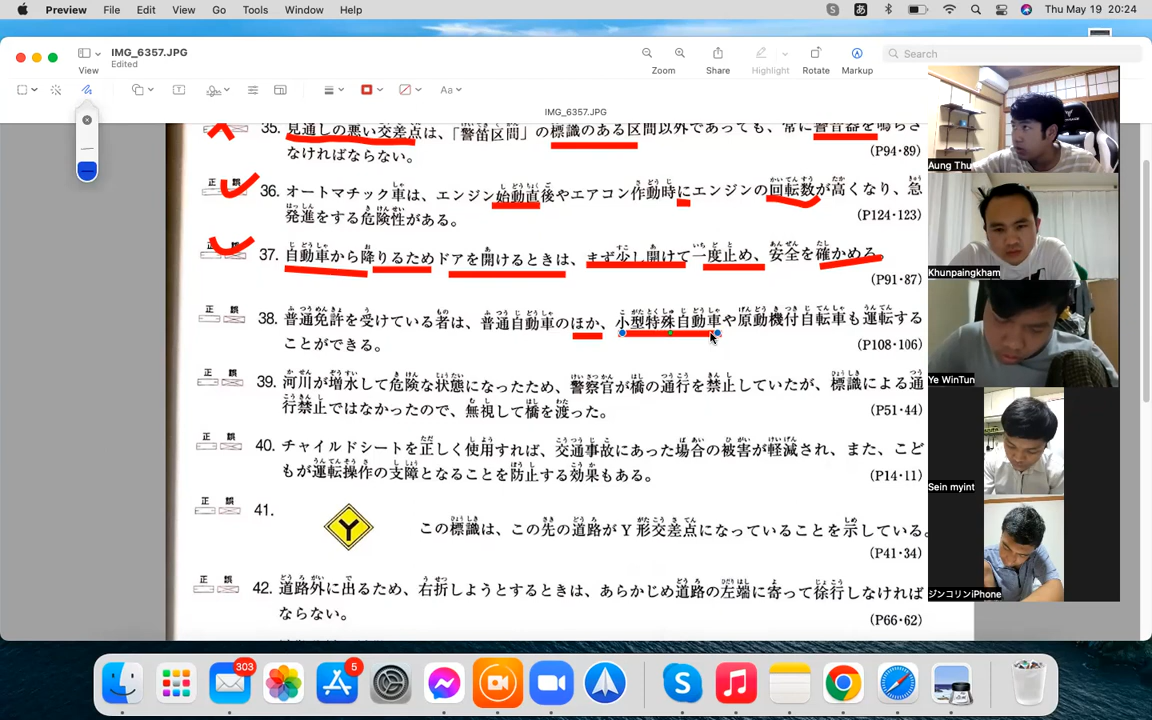 Preview File Edit View Go Tools Window Help
Thu May 19 20:24
IMG_6357.JPG
Edited
View
Zoom
Share
Highlight
Rotate
Markup
Search
IMG_6357.JPG
35. 見通しの悪い交差点は、「警笛区間」の標識のある区間以外であっても、常に警音器を鳴らさ
なければならない。
(P94・89)
正 誤
36. オートマチック車は、エンジン始動直後やエアコン作動時にエンジンの回転数が高くなり、急
発進をする危険性がある。
(P124・123)
37. 自動車から降りるためドアを開けるときは、まず少し開けて一度止め、安全を確かめる。
(P91・87)
正 誤
38. 普通免許を受けている者は、普通自動車のほか、小型特殊自動車や原動機付自転車も運転する
ことができる。
(P108・106)
正 誤
39. 河川が増水して危険な状態になったため、警察官が橋の通行を禁止していたが、標識による通
行禁止ではなかったので、無視して橋を渡った。
(P51・44)
正 誤
40. チャイルドシートを正しく使用すれば、交通事故にあった場合の被害が軽減され、また、こど
もが運転操作の支障となることを防止する効果もある。
(P14・11)
正 誤
41.
この標識は、この先の道路がY形交差点になっていることを示している。
(P41・34)
正 誤
42. 道路外に出るため、右折しようとするときは、あらかじめ道路の左端に寄って徐行しなければ
ならない。
(P66・62)
Aung Thu
Khunpaingkham
Ye WinTun
Sein myint
ジンコリンiPhone
303
5